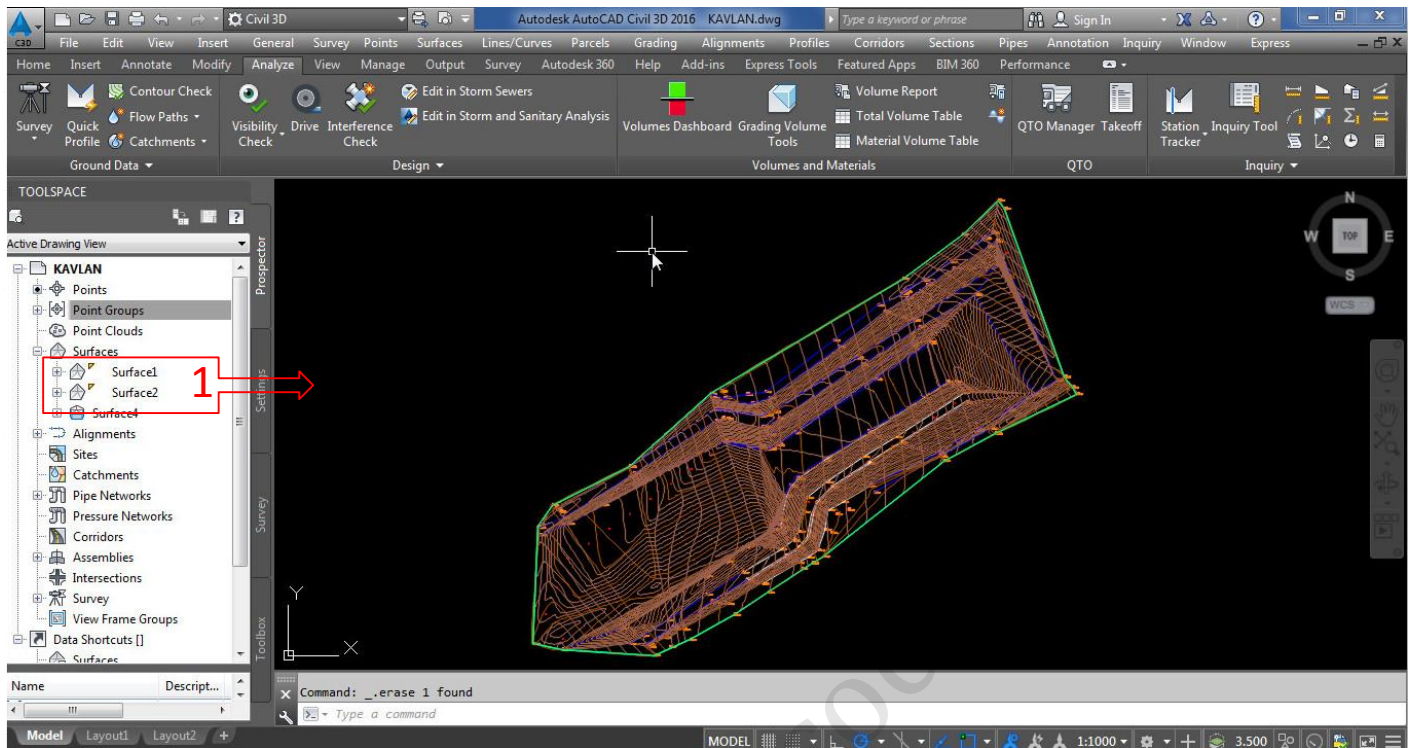 Civil 3D
Autodesk AutoCAD Civil 3D 2016 KAVLAN.dwg
Type a keyword or phrase
Sign In
C3D
File Edit View Insert General Survey Points Surfaces Lines/Curves Parcels Grading Alignments Profiles Corridors Sections Pipes Annotation Inquiry Window Express
Home Insert Annotate Modify Analyze View Manage Output Survey Autodesk 360 Help Add-ins Express Tools Featured Apps BIM 360 Performance
Survey
Quick Profile
Contour Check
Flow Paths
Catchments
Visibility Check
Drive
Interference Check
Edit in Storm Sewers
Edit in Storm and Sanitary Analysis
Volumes Dashboard
Grading Volume Tools
Volume Report
Total Volume Table
Material Volume Table
QTO Manager
Takeoff
Station Tracker
Inquiry Tool
Ground Data
Design
Volumes and Materials
QTO
Inquiry
TOOLSPACE
Active Drawing View
KAVLAN
Points
Point Groups
Point Clouds
Surfaces
Surface1
Surface2
1
Surface4
Alignments
Sites
Catchments
Pipe Networks
Pressure Networks
Corridors
Assemblies
Intersections
Survey
View Frame Groups
Data Shortcuts []
Surfaces
Name Descript...
Prospector
Settings
Survey
Toolbox
N
W TOP E
S
WCS
Y
X
Command: _.erase 1 found
Type a command
Model Layout1 Layout2 +
MODEL 1:1000 3.500